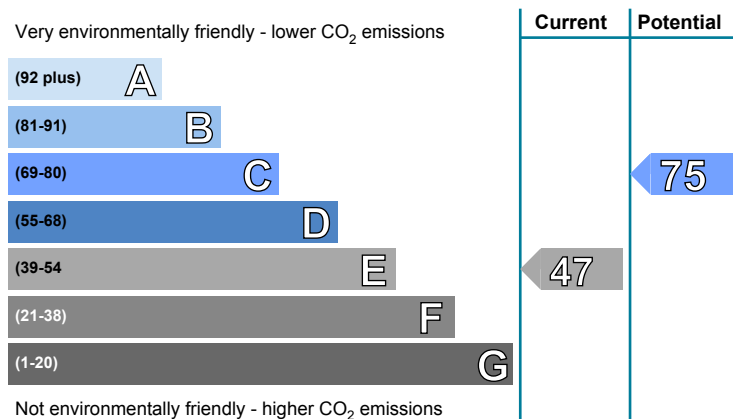 Current Potential
Very environmentally friendly - lower CO₂ emissions
(92 plus) A
(81-91) B
(69-80) C 75
(55-68) D
(39-54 E 47
(21-38) F
(1-20) G
Not environmentally friendly - higher CO₂ emissions